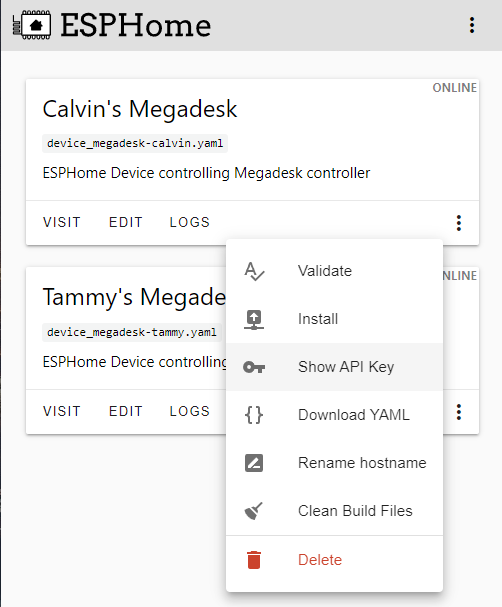 ESPHome
ONLINE
Calvin's Megadesk
device_megadesk-calvin.yaml
ESPHome Device controlling Megadesk controller
VISIT EDIT LOGS
ONLINE
Tammy's Megade
device_megadesk-tammy.yaml
ESPHome Device controlling
VISIT EDIT LOGS
Validate
Install
Show API Key
Download YAML
Rename hostname
Clean Build Files
Delete